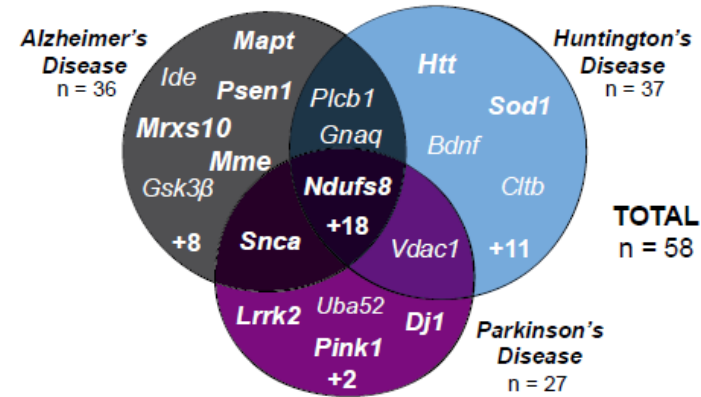 Alzheimer's
Disease
n = 36
Mapt
Ide
Psen1
Mrxs10
Mme
Gsk3β
+8
Plcb1
Gnaq
Huntington's
Disease
n = 37
Htt
Sod1
Bdnf
Cltb
+11
Ndufs8
+18
Snca
Vdac1
TOTAL
n = 58
Lrrk2
Uba52
Dj1
Pink1
+2
Parkinson's
Disease
n = 27